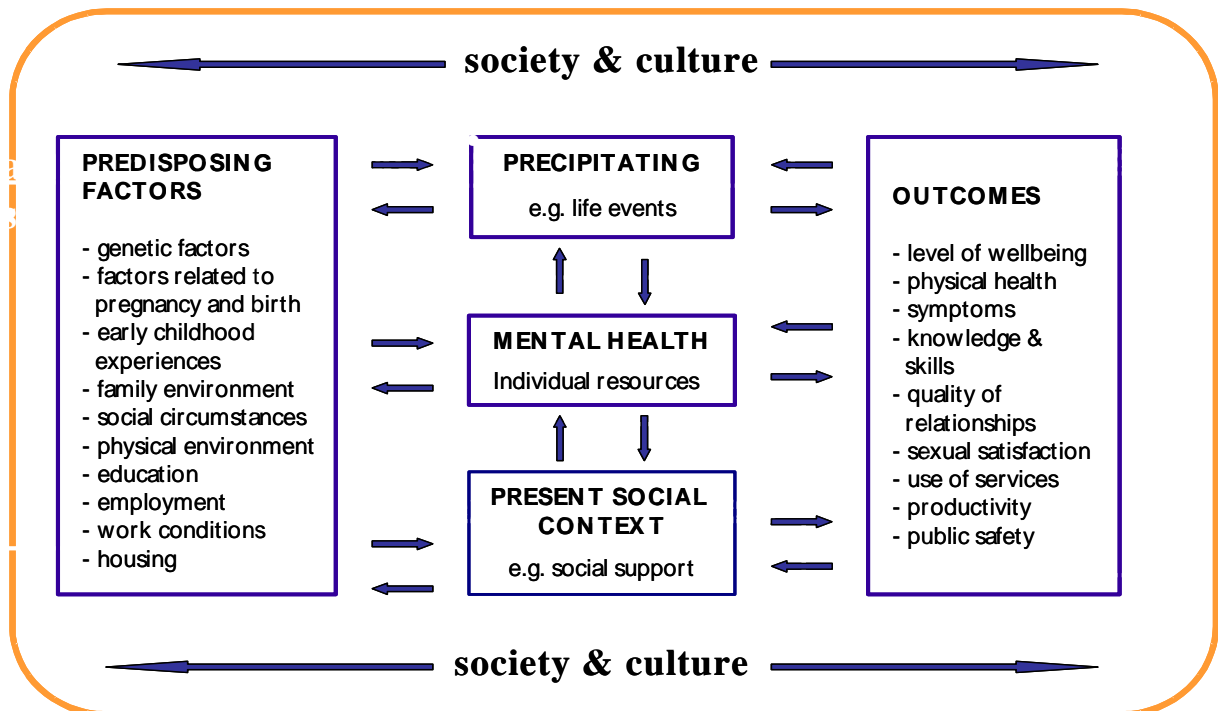 society & culture
PREDISPOSING
FACTORS
- genetic factors
- factors related to
pregnancy and birth
- early childhood
experiences
- family environment
- social circumstances
- physical environment
- education
- employment
- work conditions
- housing
PRECIPITATING
e.g. life events
MENTAL HEALTH
Individual resources
PRESENT SOCIAL
CONTEXT
e.g. social support
OUTCOMES
- level of wellbeing
- physical health
- symptoms
- knowledge &
skills
- quality of
relationships
- sexual satisfaction
- use of services
- productivity
- public safety
society & culture